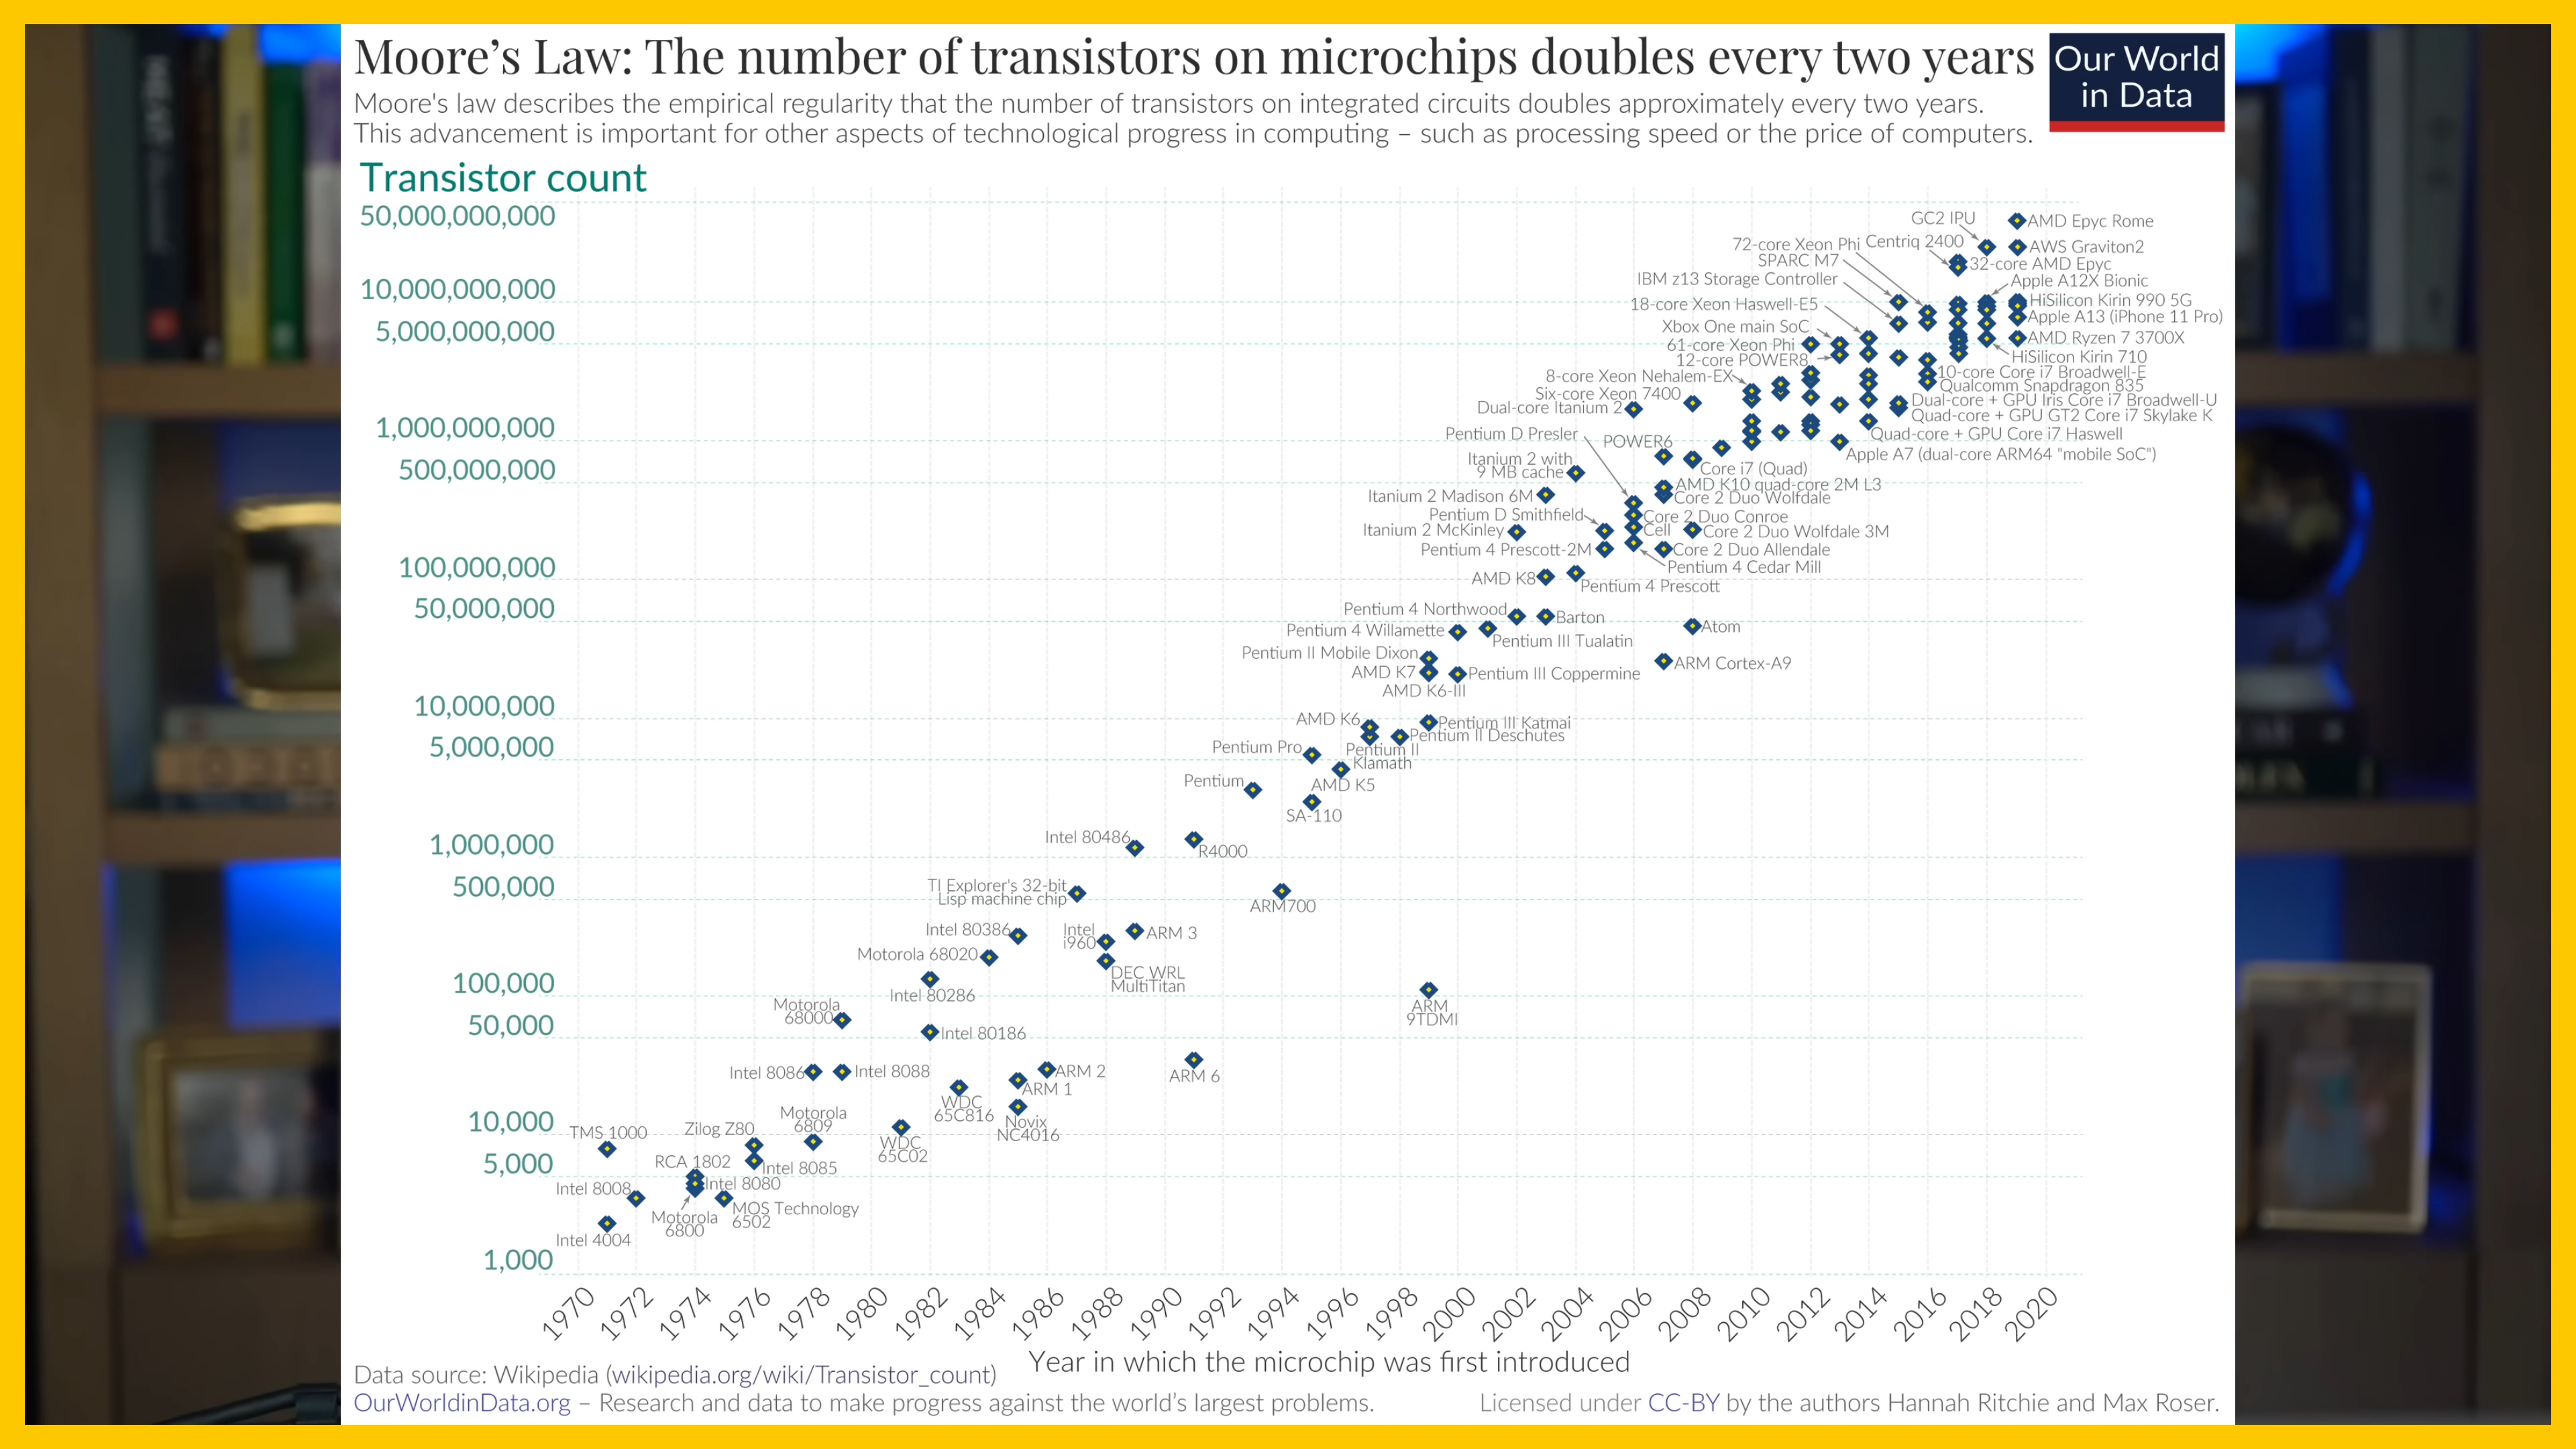 Moore's Law: The number of transistors on microchips doubles every two years
Our World
in Data
Moore's law describes the empirical regularity that the number of transistors on integrated circuits doubles approximately every two years.
This advancement is important for other aspects of technological progress in computing – such as processing speed or the price of computers.
Transistor count
50,000,000,000
10,000,000,000
5,000,000,000
1,000,000,000
500,000,000
100,000,000
50,000,000
10,000,000
5,000,000
1,000,000
500,000
100,000
50,000
10,000
5,000
1,000
GC2 IPU
AMD Epyc Rome
72-core Xeon Phi
Centriq 2400
AWS Graviton2
SPARC M7
32-core AMD Epyc
IBM z13 Storage Controller
Apple A12X Bionic
18-core Xeon Haswell-E5
HiSilicon Kirin 990 5G
Apple A13 (iPhone 11 Pro)
Xbox One main SoC
61-core Xeon Phi
AMD Ryzen 7 3700X
12-core POWER8
HiSilicon Kirin 710
8-core Xeon Nehalem-EX
10-core Core i7 Broadwell-E
Six-core Xeon 7400
Qualcomm Snapdragon 835
Dual-core Itanium 2
Dual-core + GPU Iris Core i7 Broadwell-U
Quad-core + GPU GT2 Core i7 Skylake K
Pentium D Presler
POWER6
Quad-core + GPU Core i7 Haswell
Apple A7 (dual-core ARM64 "mobile SoC")
Itanium 2 with
9 MB cache
Core i7 (Quad)
AMD K10 quad-core 2M L3
Itanium 2 Madison 6M
Core 2 Duo Wolfdale
Pentium D Smithfield
Core 2 Duo Conroe
Itanium 2 McKinley
Cell
Core 2 Duo Wolfdale 3M
Pentium 4 Prescott-2M
Core 2 Duo Allendale
Pentium 4 Cedar Mill
AMD K8
Pentium 4 Prescott
Pentium 4 Northwood
Barton
Atom
Pentium 4 Willamette
Pentium III Tualatin
Pentium II Mobile Dixon
ARM Cortex-A9
AMD K7
Pentium III Coppermine
AMD K6-III
AMD K6
Pentium III Katmai
Pentium II Deschutes
Pentium Pro
Pentium II
Klamath
Pentium
AMD K5
SA-110
Intel 80486
R4000
TI Explorer's 32-bit
Lisp machine chip
ARM700
Intel 80386
Intel
i960
ARM 3
Motorola 68020
DEC WRL
MultiTitan
Intel 80286
ARM
9TDMI
Motorola
68000
Intel 80186
Intel 8086
Intel 8088
ARM 2
ARM 6
ARM 1
WDC
65C816
Novix
NC4016
Motorola
6809
TMS 1000
Zilog Z80
WDC
65C02
RCA 1802
Intel 8085
Intel 8008
Intel 8080
Motorola
6800
MOS Technology
6502
Intel 4004
1970
1972
1974
1976
1978
1980
1982
1984
1986
1988
1990
1992
1994
1996
1998
2000
2002
2004
2006
2008
2010
2012
2014
2016
2018
2020
Year in which the microchip was first introduced
Data source: Wikipedia (wikipedia.org/wiki/Transistor_count)
OurWorldinData.org – Research and data to make progress against the world's largest problems.
Licensed under CC-BY by the authors Hannah Ritchie and Max Roser.